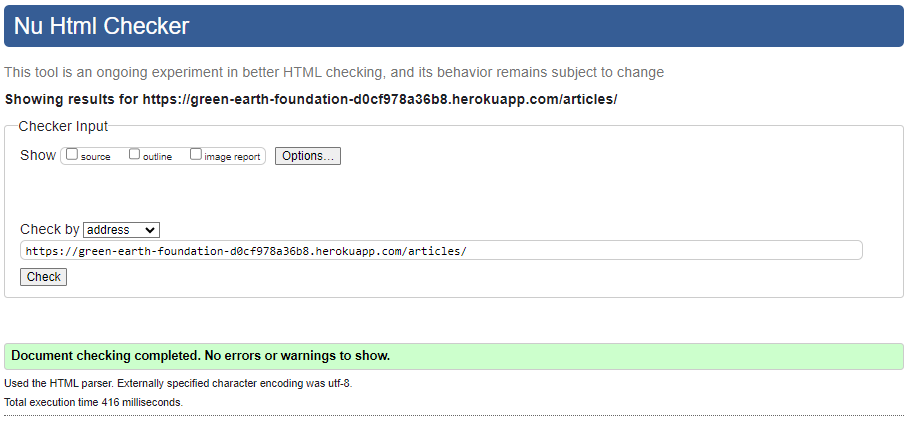 Nu Html Checker
This tool is an ongoing experiment in better HTML checking, and its behavior remains subject to change
Showing results for https://green-earth-foundation-d0cf978a36b8.herokuapp.com/articles/
Checker Input
Show source outline image report Options...
Check by address
https://green-earth-foundation-d0cf978a36b8.herokuapp.com/articles/
Check
Document checking completed. No errors or warnings to show.
Used the HTML parser. Externally specified character encoding was utf-8.
Total execution time 416 milliseconds.